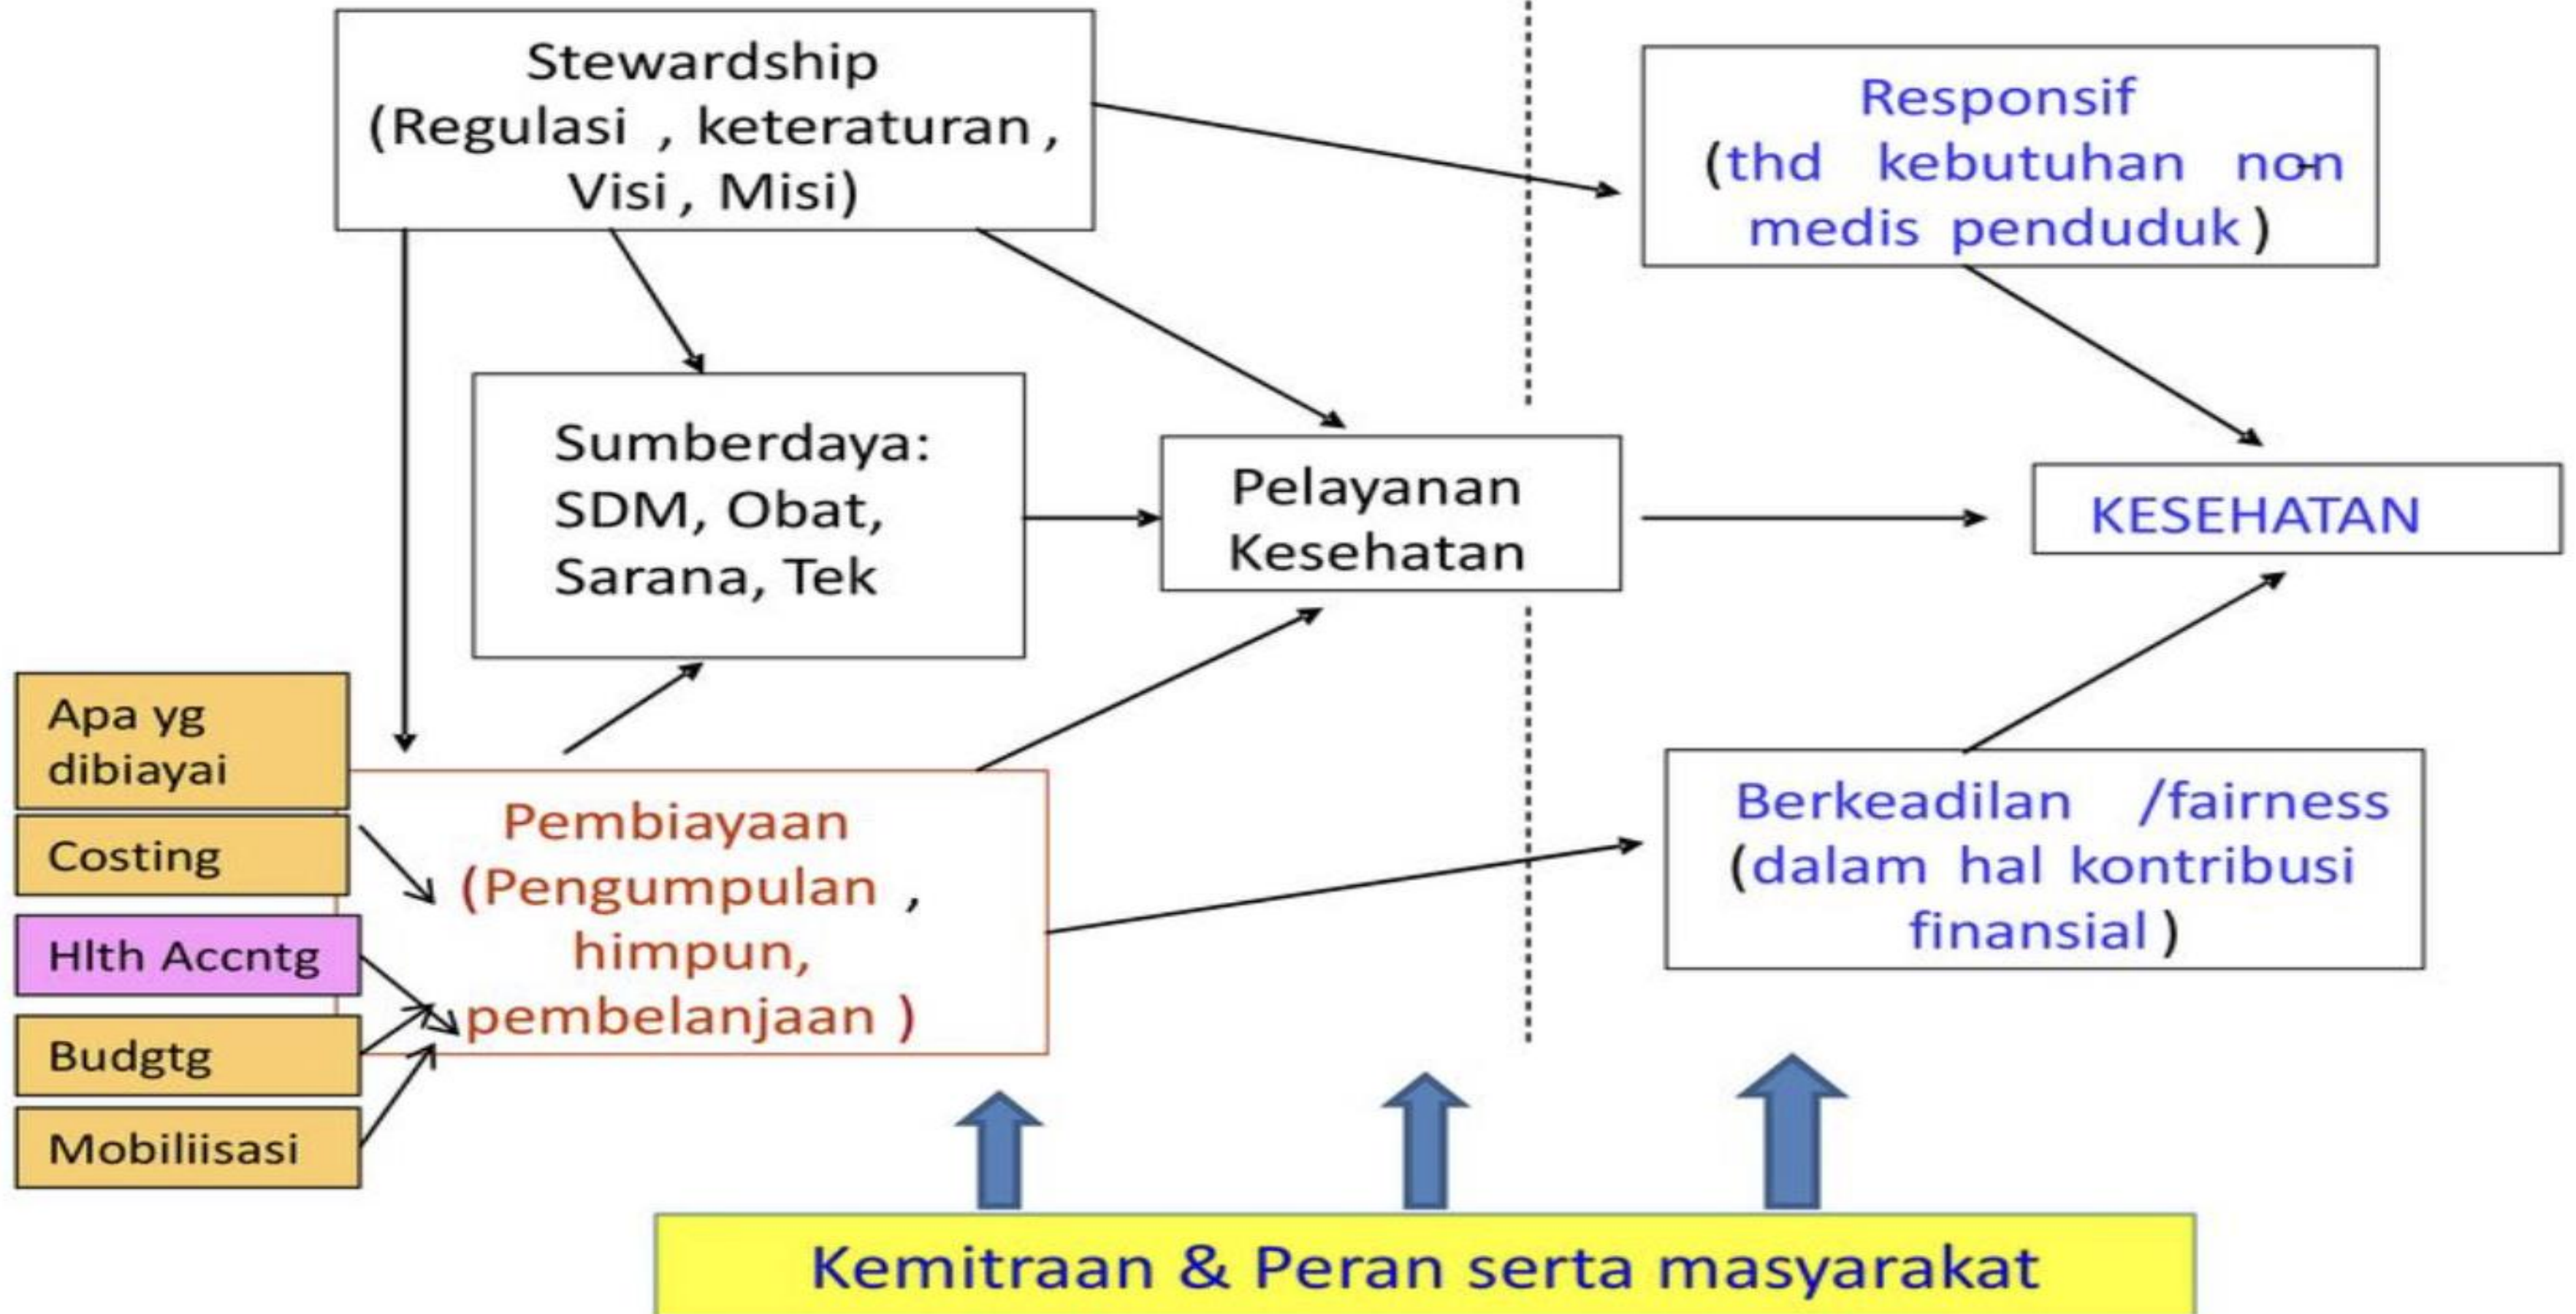 Stewardship
(Regulasi , keteraturan ,
Visi , Misi)
Responsif
(thd kebutuhan non-
medis penduduk )
Sumberdaya:
SDM, Obat,
Sarana, Tek
Pelayanan
Kesehatan
KESEHATAN
Apa yg
dibiayai
Costing
Hlth Accntg
Budgtg
Mobiliisasi
Pembiayaan
(Pengumpulan ,
himpun,
pembelanjaan )
Berkeadilan /fairness
(dalam hal kontribusi
finansial )
Kemitraan & Peran serta masyarakat